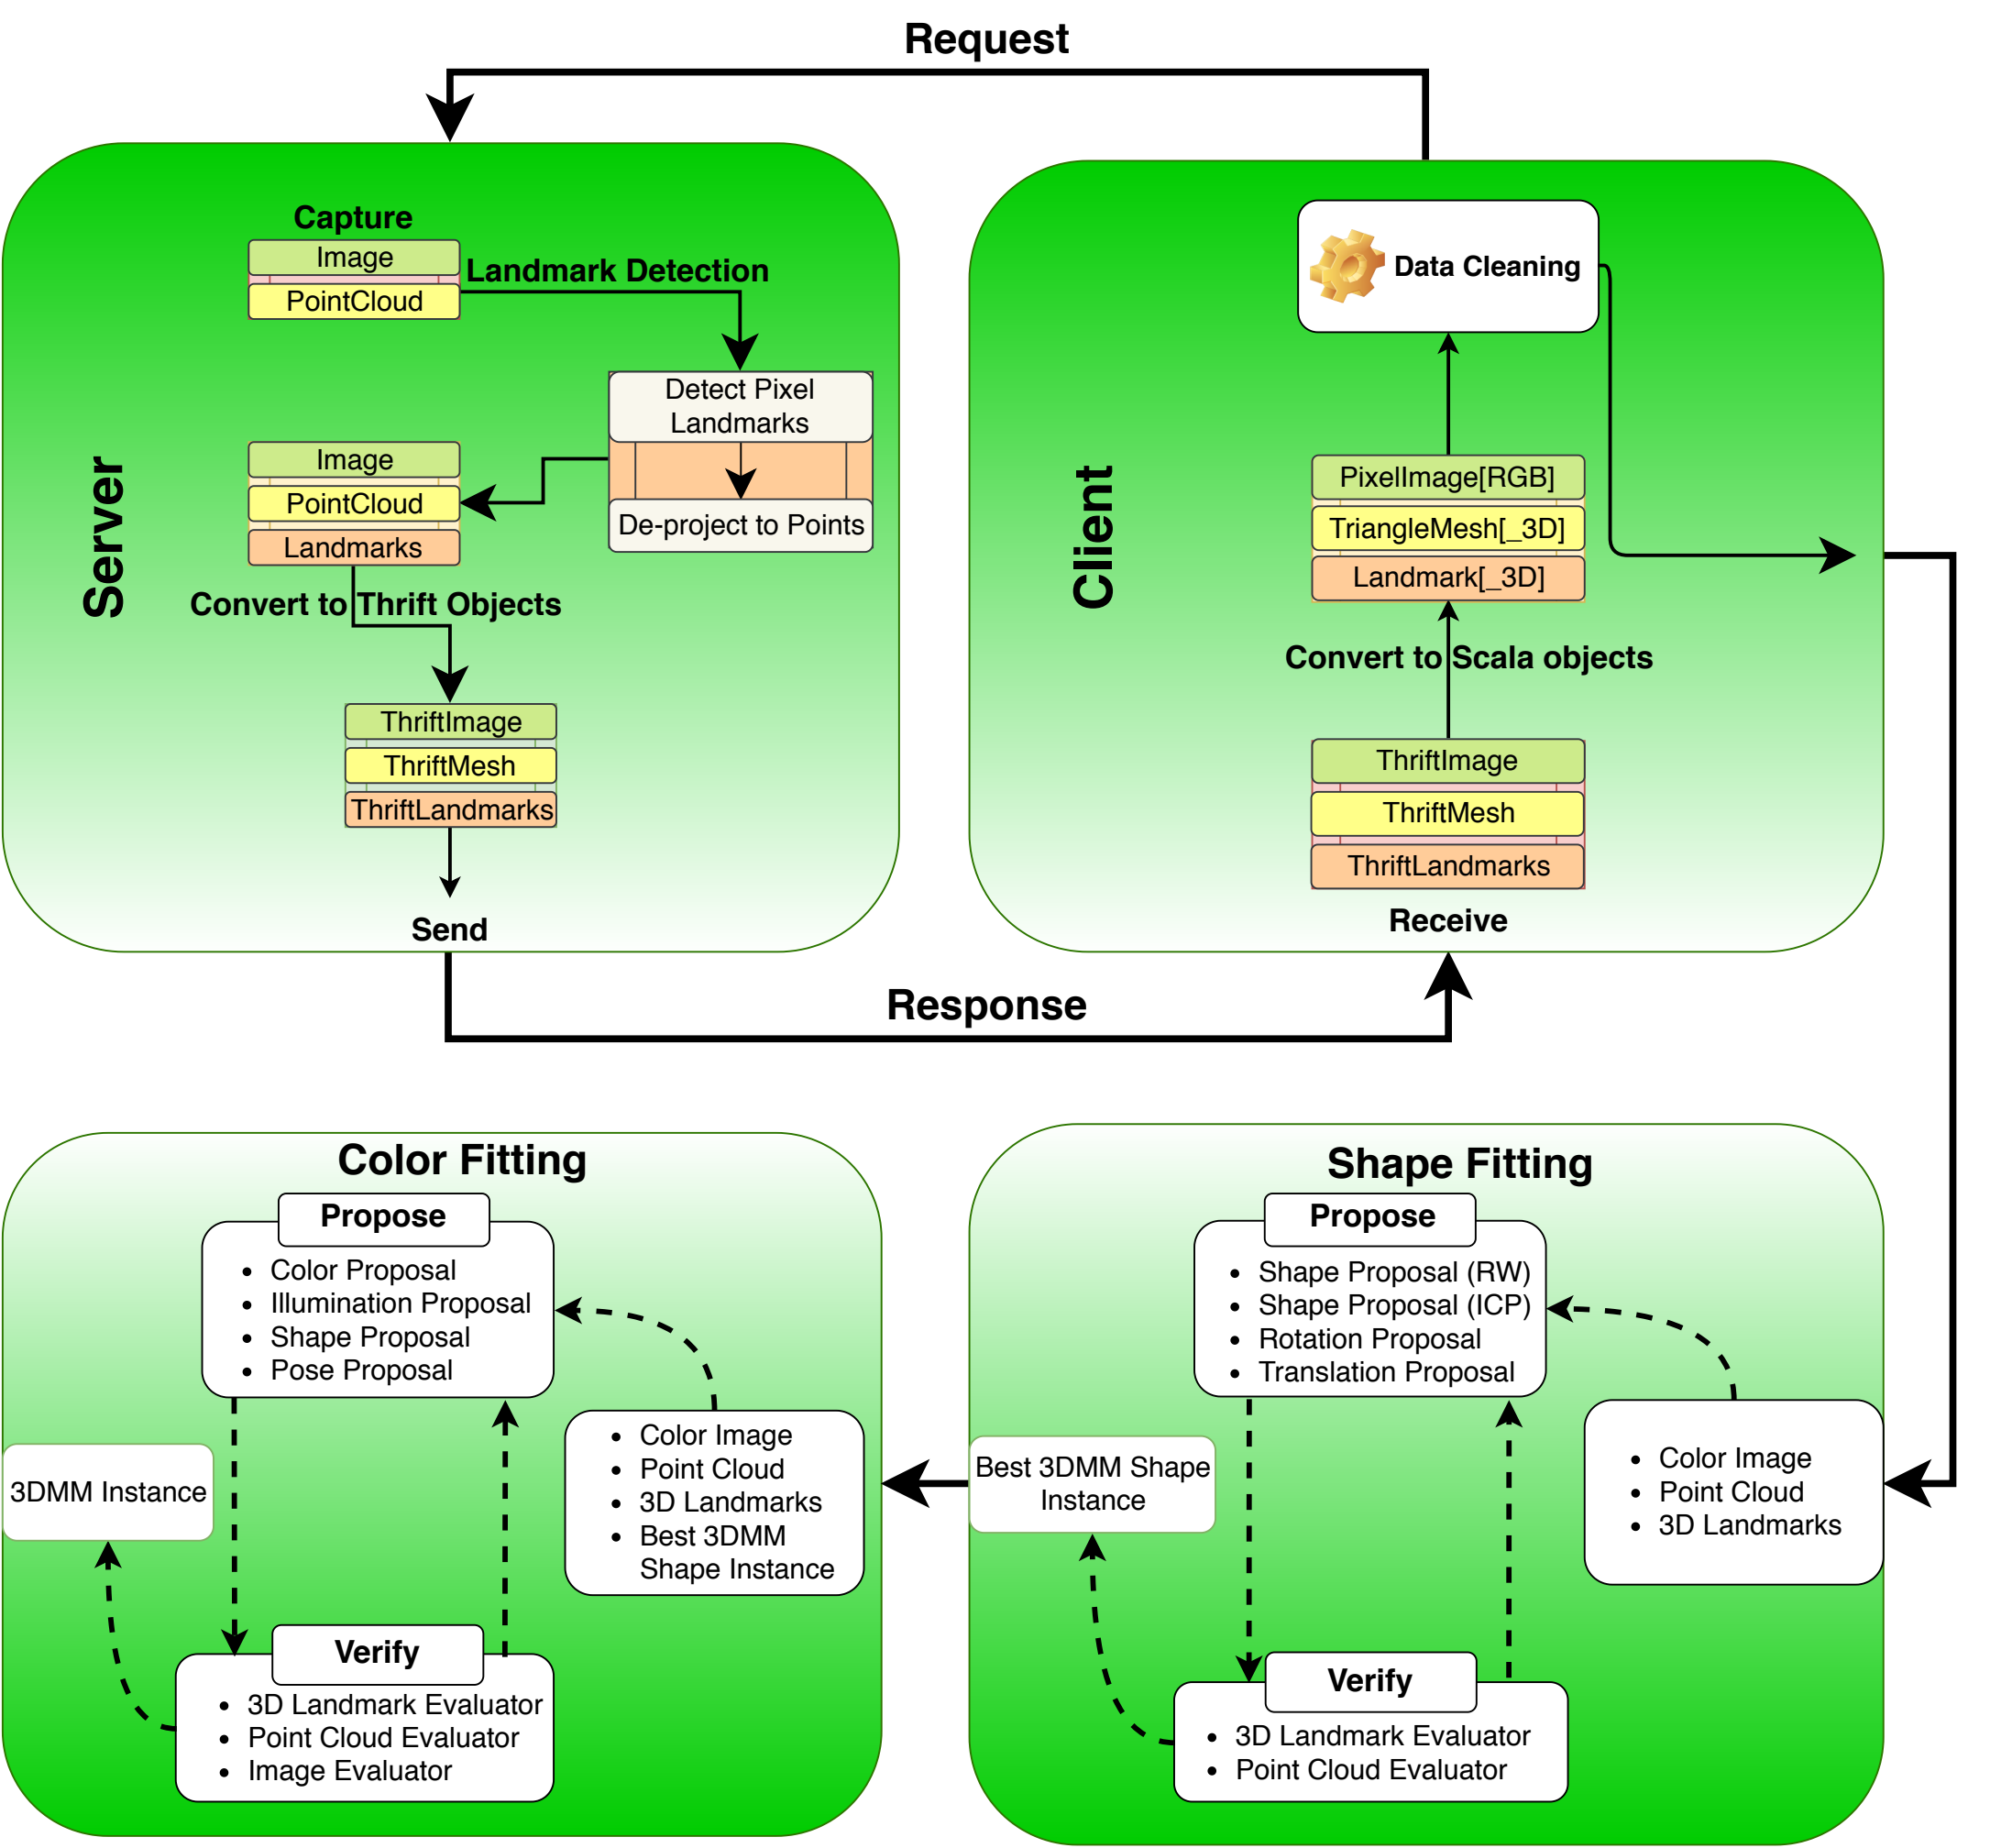 Request
Server
Capture
Image
PointCloud
Landmark Detection
Detect Pixel
Landmarks
De-project to Points
Image
PointCloud
Landmarks
Convert to Thrift Objects
ThriftImage
ThriftMesh
ThriftLandmarks
Send
Client
Data Cleaning
PixelImage[RGB]
TriangleMesh[_3D]
Landmark[_3D]
Convert to Scala objects
ThriftImage
ThriftMesh
ThriftLandmarks
Receive
Response
Color Fitting
Propose
• Color Proposal
• Illumination Proposal
• Shape Proposal
• Pose Proposal
• Color Image
• Point Cloud
• 3D Landmarks
• Best 3DMM
Shape Instance
3DMM Instance
Verify
• 3D Landmark Evaluator
• Point Cloud Evaluator
• Image Evaluator
Shape Fitting
Propose
• Shape Proposal (RW)
• Shape Proposal (ICP)
• Rotation Proposal
• Translation Proposal
• Color Image
• Point Cloud
• 3D Landmarks
Best 3DMM Shape
Instance
Verify
• 3D Landmark Evaluator
• Point Cloud Evaluator